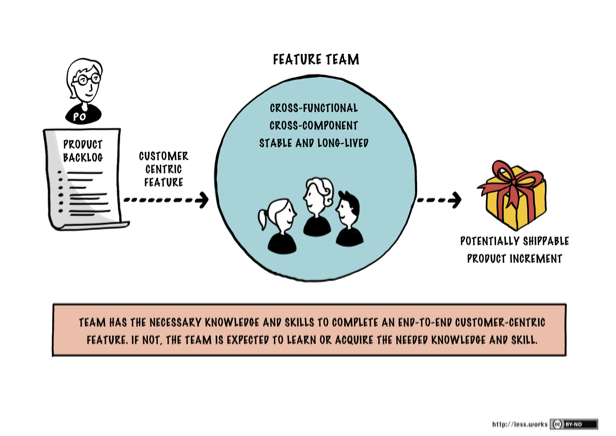 FEATURE TEAM
PO
PRODUCT
BACKLOG
CUSTOMER
CENTRIC
FEATURE
CROSS-FUNCTIONAL
CROSS-COMPONENT
STABLE AND LONG-LIVED
POTENTIALLY SHIPPABLE
PRODUCT INCREMENT
TEAM HAS THE NECESSARY KNOWLEDGE AND SKILLS TO COMPLETE AN END-TO-END CUSTOMER-CENTRIC
FEATURE. IF NOT, THE TEAM IS EXPECTED TO LEARN OR ACQUIRE THE NEEDED KNOWLEDGE AND SKILL.
http://less.works cc BY-ND